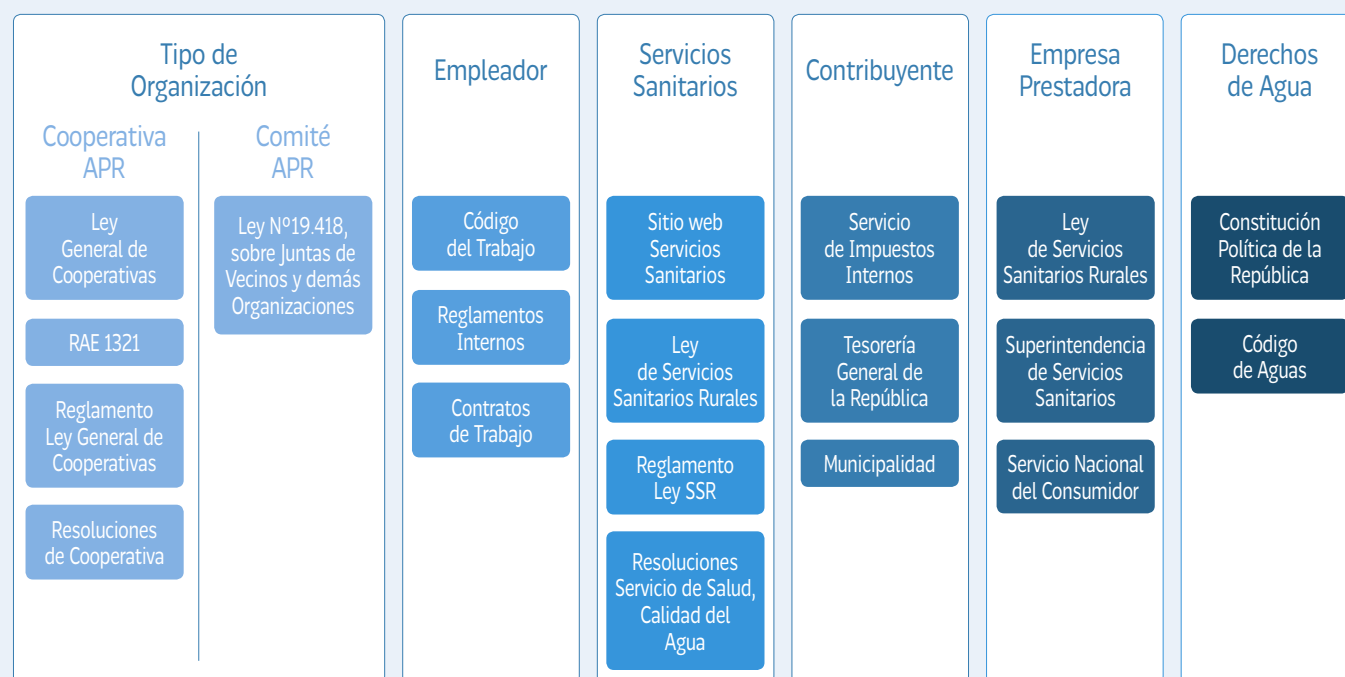 Tipo de
Organización
Cooperativa
APR
Ley
General de
Cooperativas
RAE 1321
Reglamento
Ley General de
Cooperativas
Resoluciones
de Cooperativa
Comité
APR
Ley Nº19.418,
sobre Juntas de
Vecinos y demás
Organizaciones
Empleador
Código
del Trabajo
Reglamentos
Internos
Contratos
de Trabajo
Servicios
Sanitarios
Sitio web
Servicios
Sanitarios
Ley
de Servicios
Sanitarios Rurales
Reglamento
Ley SSR
Resoluciones
Servicio de Salud,
Calidad del
Agua
Contribuyente
Servicio
de Impuestos
Internos
Tesorería
General de
la República
Municipalidad
Empresa
Prestadora
Ley
de Servicios
Sanitarios Rurales
Superintendencia
de Servicios
Sanitarios
Servicio Nacional
del Consumidor
Derechos
de Agua
Constitución
Política de la
República
Código
de Aguas